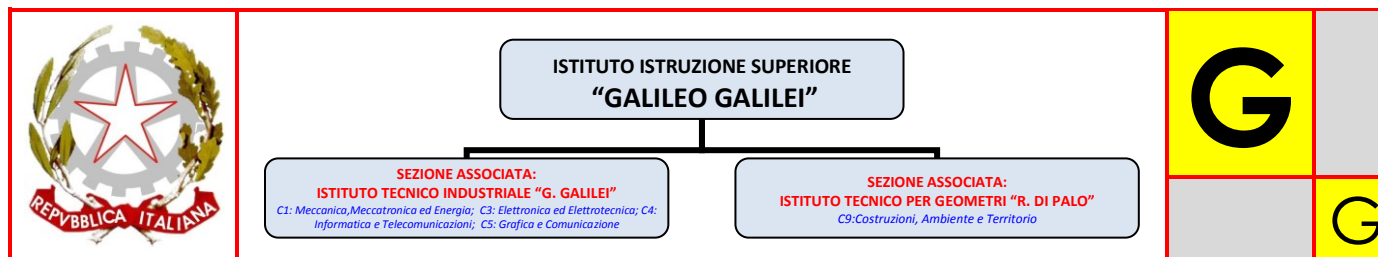 REPVBBLICA ITALIANA
ISTITUTO ISTRUZIONE SUPERIORE
“GALILEO GALILEI”
SEZIONE ASSOCIATA:
ISTITUTO TECNICO INDUSTRIALE “G. GALILEI”
C1: Meccanica,Meccatronica ed Energia; C3: Elettronica ed Elettrotecnica; C4:
Informatica e Telecomunicazioni; C5: Grafica e Comunicazione
SEZIONE ASSOCIATA:
ISTITUTO TECNICO PER GEOMETRI “R. DI PALO”
C9:Costruzioni, Ambiente e Territorio
G
G